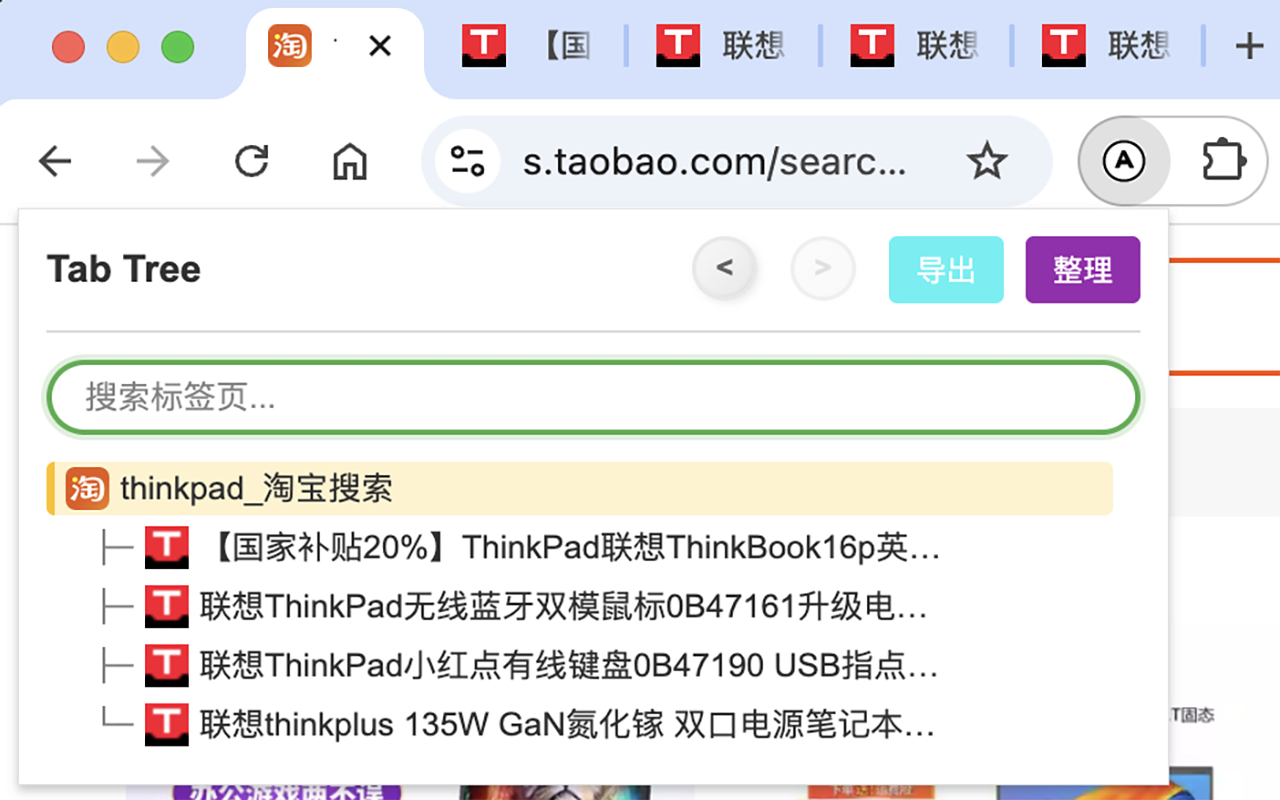 淘 【国 联想 联想 联想
s.taobao.com/searc...
A
Tab Tree < > 导出 整理
搜索标签页...
淘 thinkpad_淘宝搜索
T 【国家补贴20%】ThinkPad联想ThinkBook16p英...
T 联想ThinkPad无线蓝牙双模鼠标0B47161升级电...
T 联想ThinkPad小红点有线键盘0B47190 USB指点...
T 联想thinkplus 135W GaN氮化镓 双口电源笔记本...
T固态
办公游戏两不误